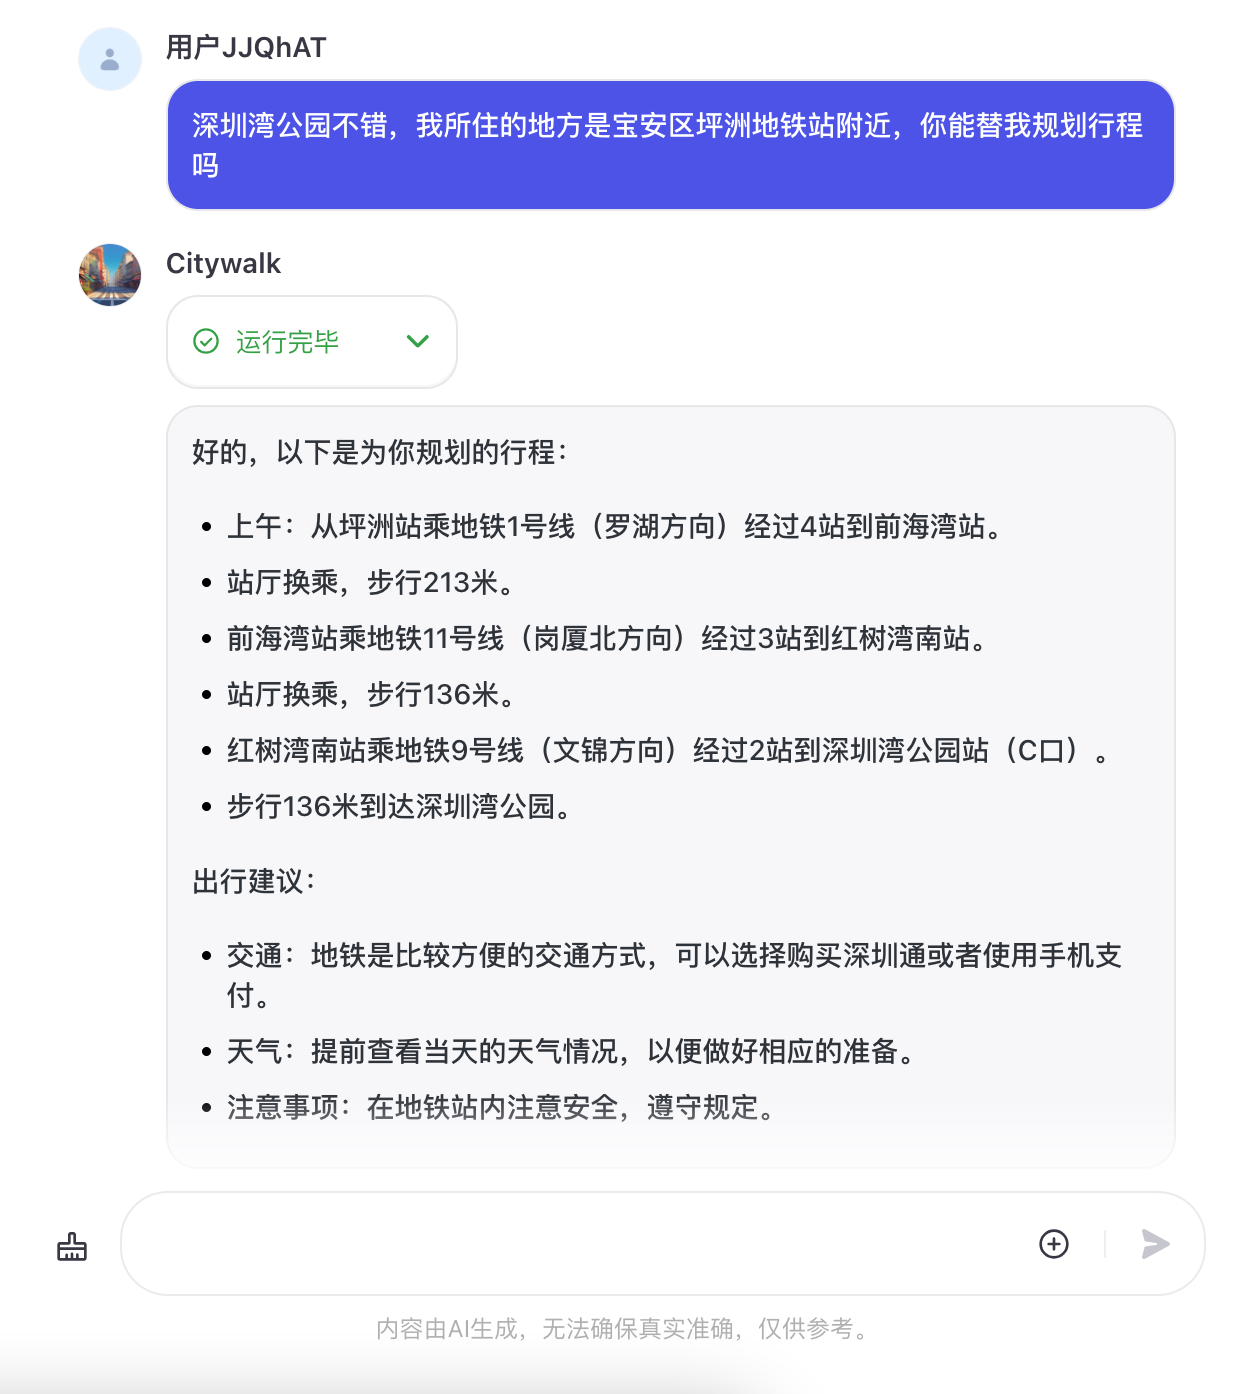 用户JJQhAT
深圳湾公园不错，我所住的地方是宝安区坪洲地铁站附近，你能替我规划行程
吗
Citywalk
运行完毕
好的，以下是为你规划的行程：
• 上午：从坪洲站乘地铁1号线（罗湖方向）经过4站到前海湾站。
• 站厅换乘，步行213米。
• 前海湾站乘地铁11号线（岗厦北方向）经过3站到红树湾南站。
• 站厅换乘，步行136米。
• 红树湾南站乘地铁9号线（文锦方向）经过2站到深圳湾公园站（C口）。
• 步行136米到达深圳湾公园。
出行建议：
• 交通：地铁是比较方便的交通方式，可以选择购买深圳通或者使用手机支
付。
• 天气：提前查看当天的天气情况，以便做好相应的准备。
• 注意事项：在地铁站内注意安全，遵守规定。
内容由AI生成，无法确保真实准确，仅供参考。